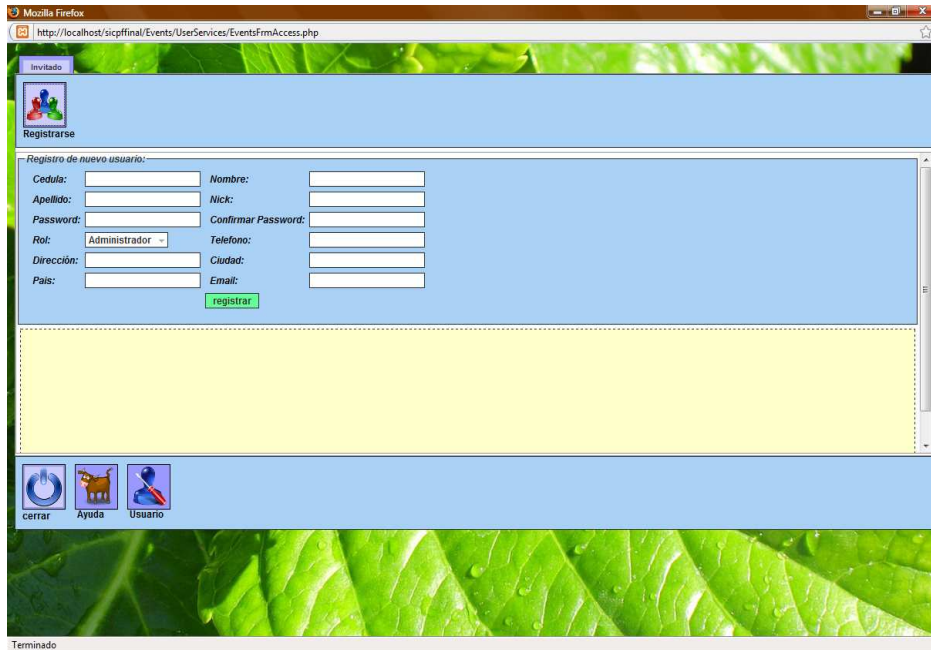 Mozilla Firefox
http://localhost/sicpffinal/Events/UserServices/EventsFrmAccess.php
Invitado
Registrarse
Registro de nuevo usuario:
Cedula: Nombre:
Apellido: Nick:
Password: Confirmar Password:
Rol: Administrador Telefono:
Dirección: Ciudad:
Pais: Email:
registrar
cerrar Ayuda Usuario
Terminado